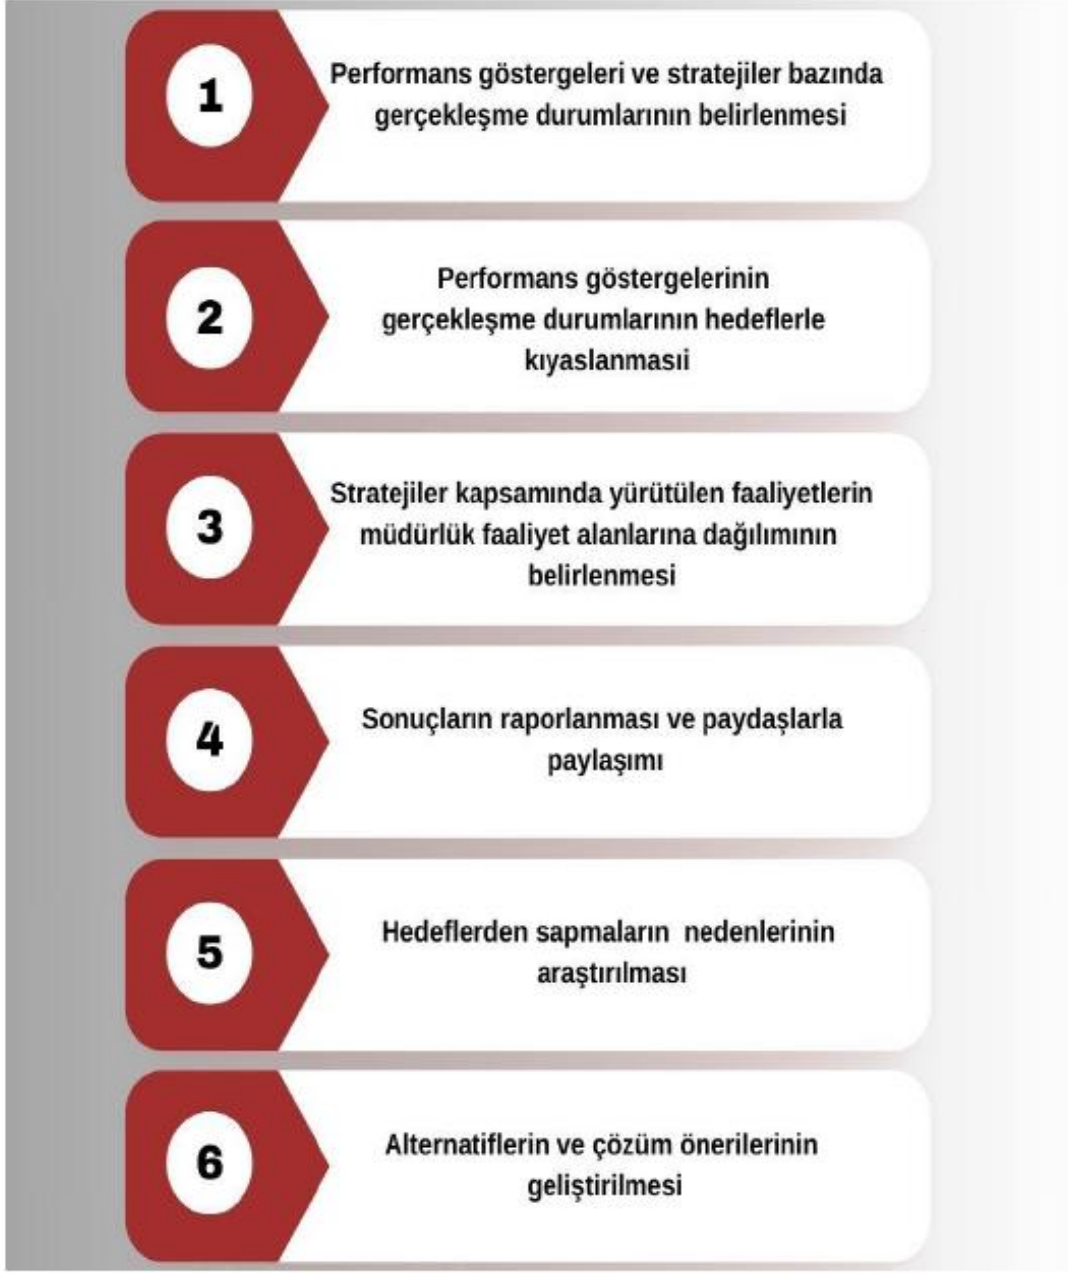 1
Performans göstergeleri ve stratejiler bazında
gerçekleşme durumlarının belirlenmesi
2
Performans göstergelerinin
gerçekleşme durumlarının hedeflerle
kıyaslanmasıi
3
Stratejiler kapsamında yürütülen faaliyetlerin
müdürlük faaliyet alanlarına dağılımının
belirlenmesi
4
Sonuçların raporlanması ve paydaşlarla
paylaşımı
5
Hedeflerden sapmaların  nedenlerinin
araştırılması
6
Alternatiflerin ve çözüm önerilerinin
geliştirilmesi